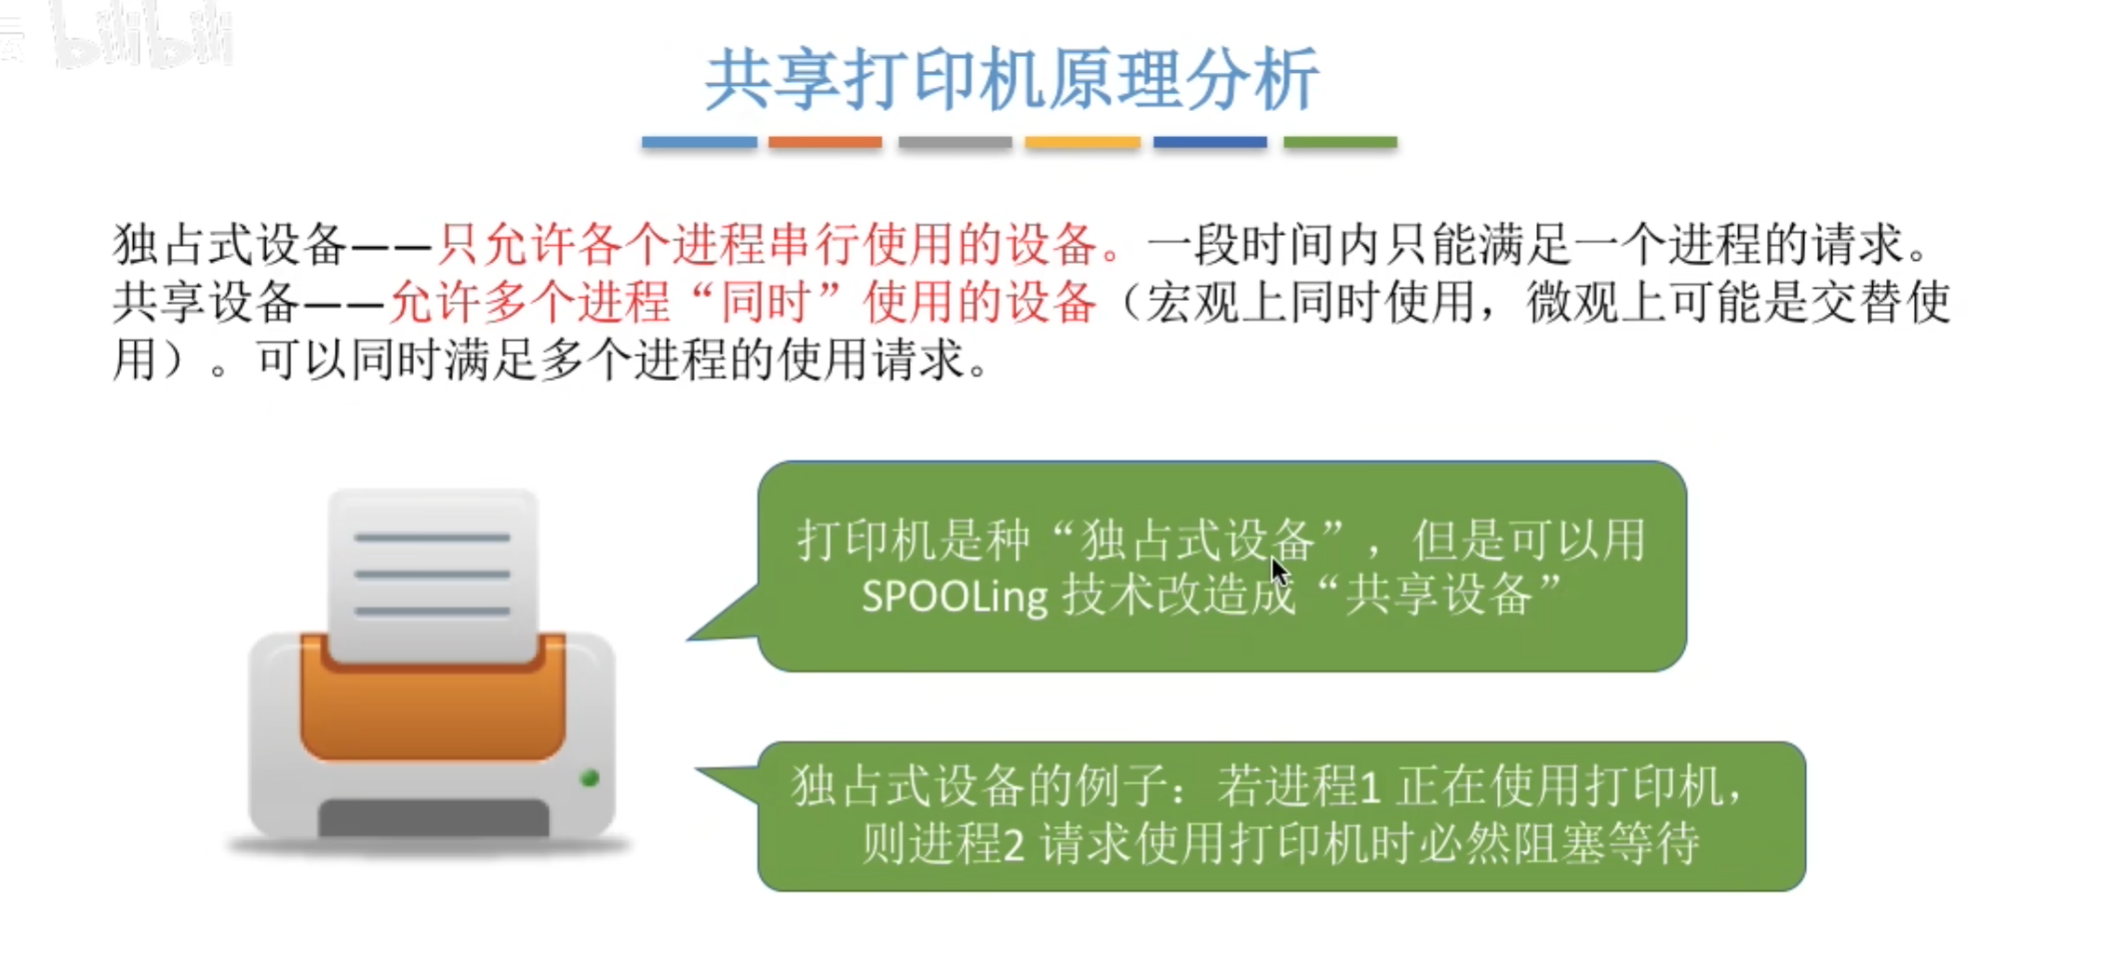 bilibili
共享打印机原理分析
独占式设备——只允许各个进程串行使用的设备。一段时间内只能满足一个进程的请求。
共享设备——允许多个进程“同时”使用的设备（宏观上同时使用，微观上可能是交替使
用）。可以同时满足多个进程的使用请求。
打印机是种“独占式设备”，但是可以用
SPOOLing 技术改造成“共享设备”
独占式设备的例子：若进程1 正在使用打印机，
则进程2 请求使用打印机时必然阻塞等待